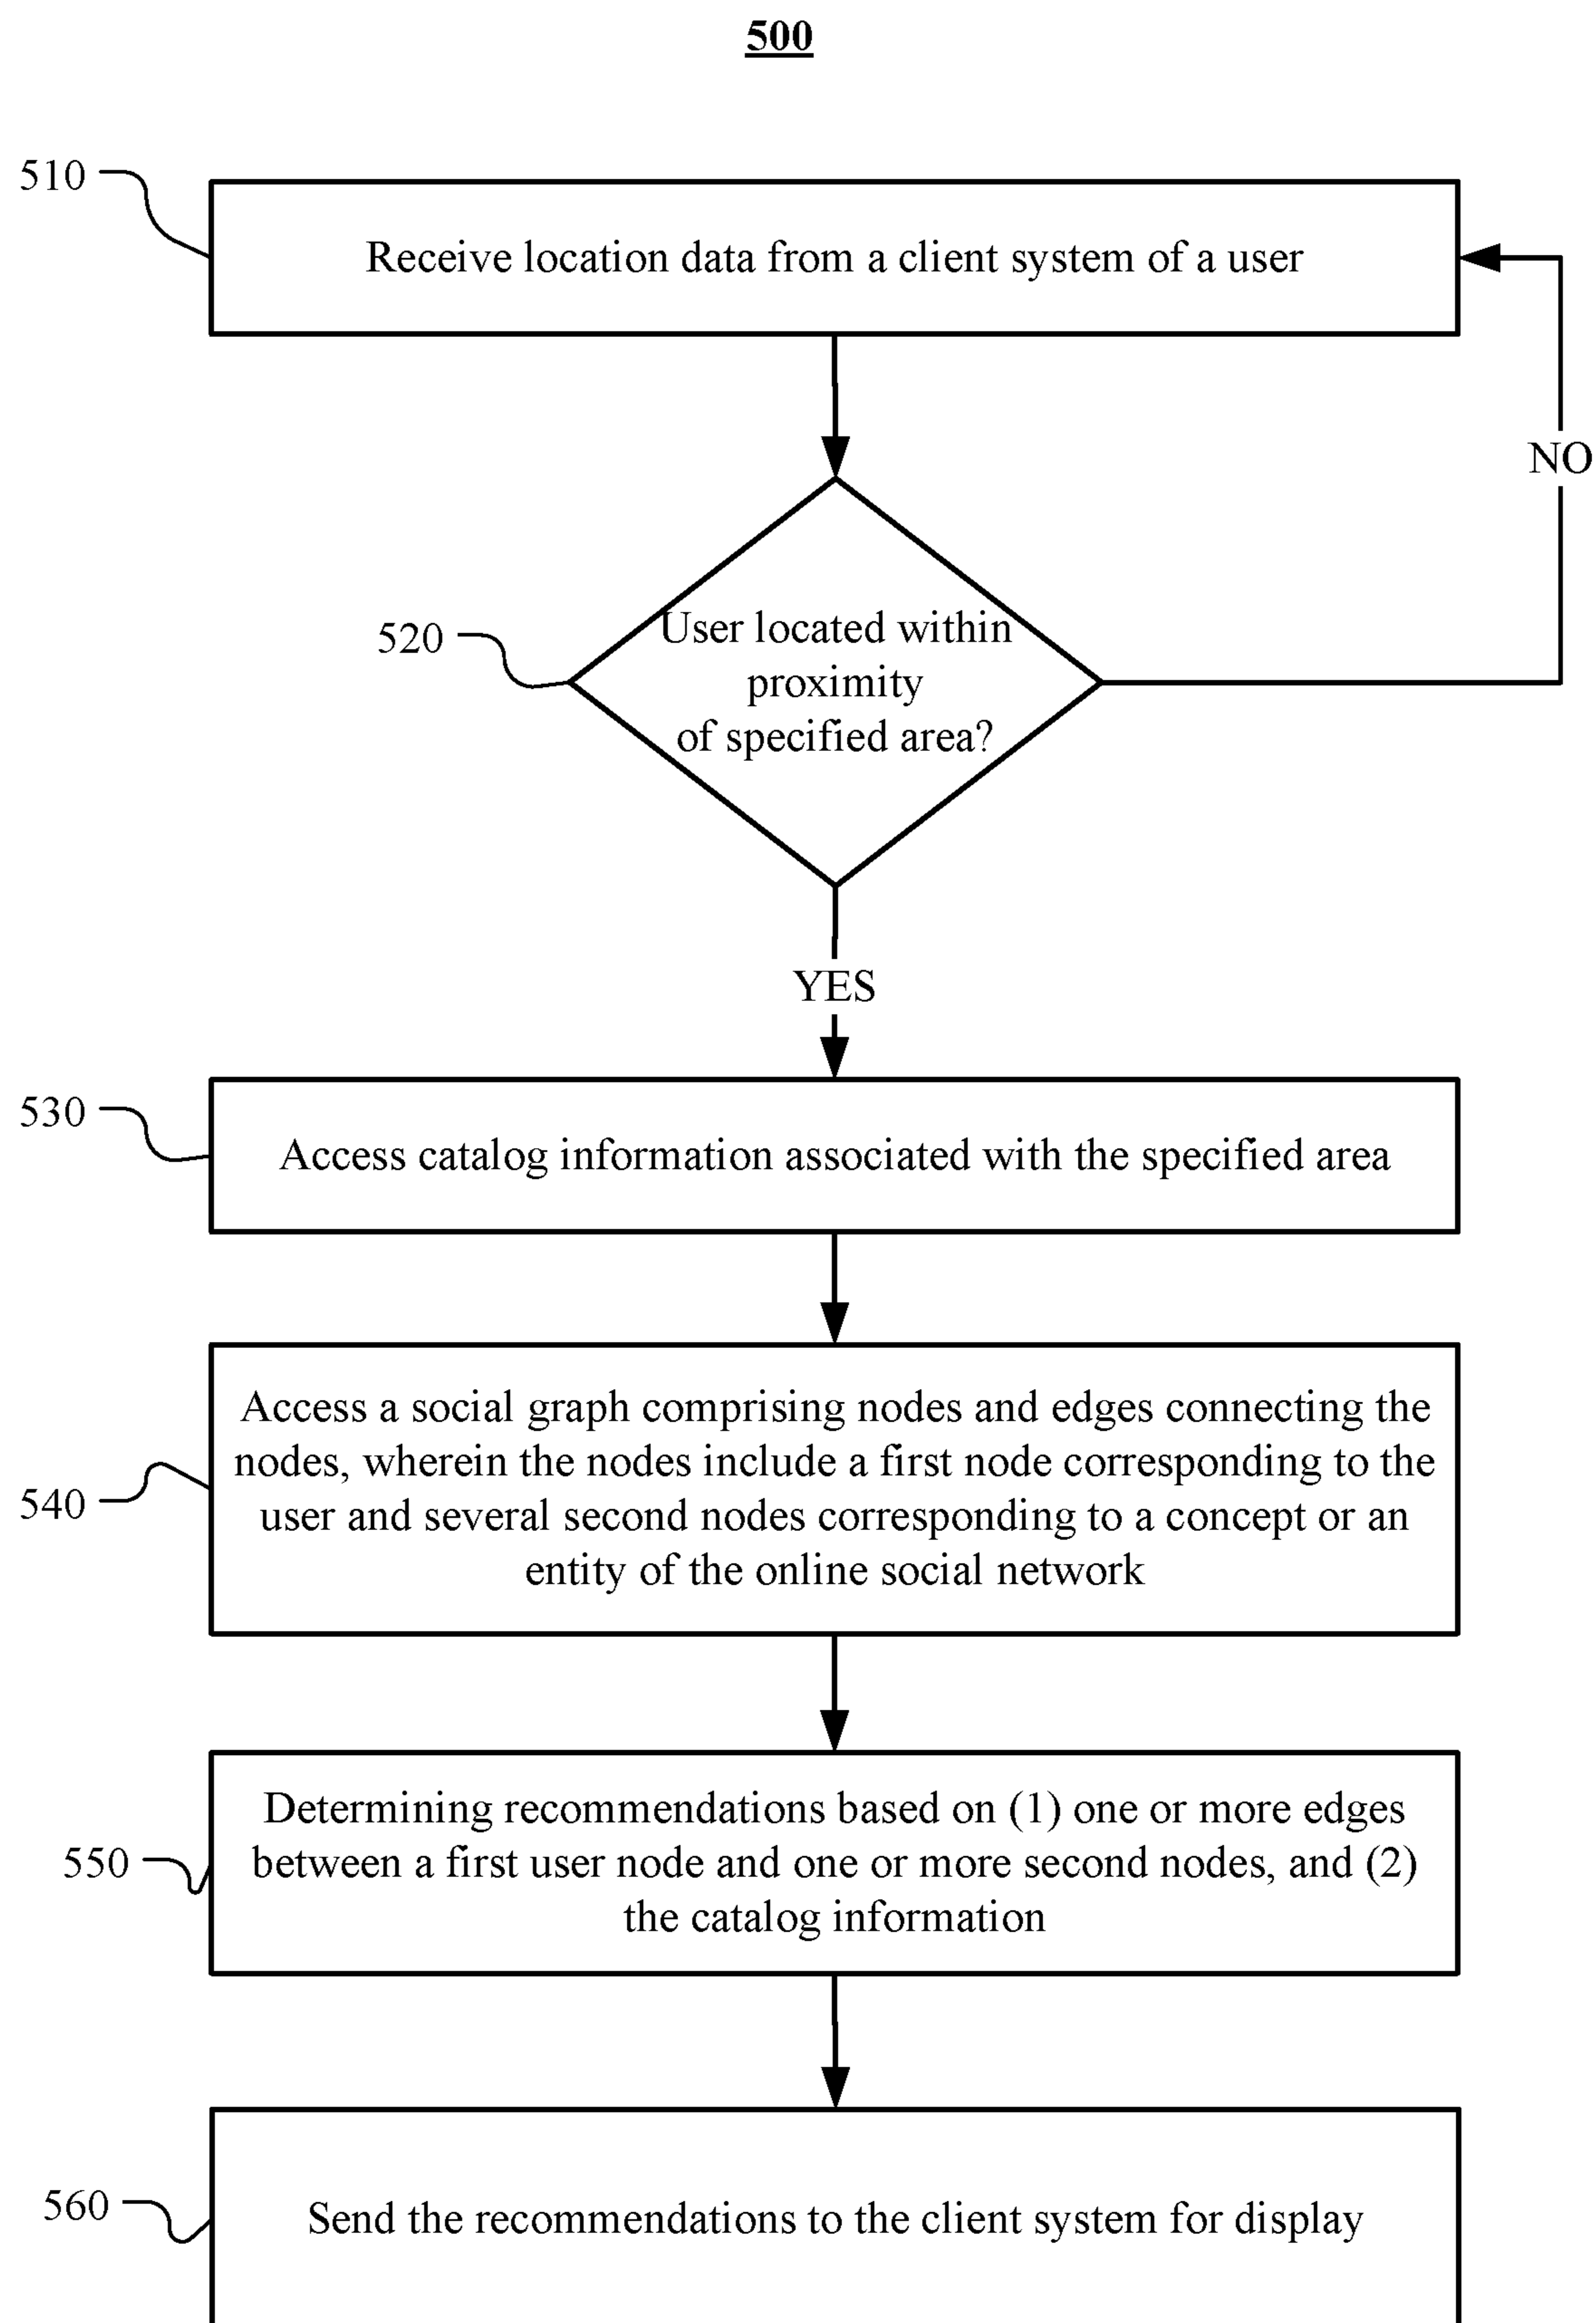 500
510
Receive location data from a client system of a user
NO
520
User located within
proximity
of specified area?
YES
530
Access catalog information associated with the specified area
540
Access a social graph comprising nodes and edges connecting the
nodes, wherein the nodes include a first node corresponding to the
user and several second nodes corresponding to a concept or an
entity of the online social network
550
Determining recommendations based on (1) one or more edges
between a first user node and one or more second nodes, and (2)
the catalog information
560
Send the recommendations to the client system for display